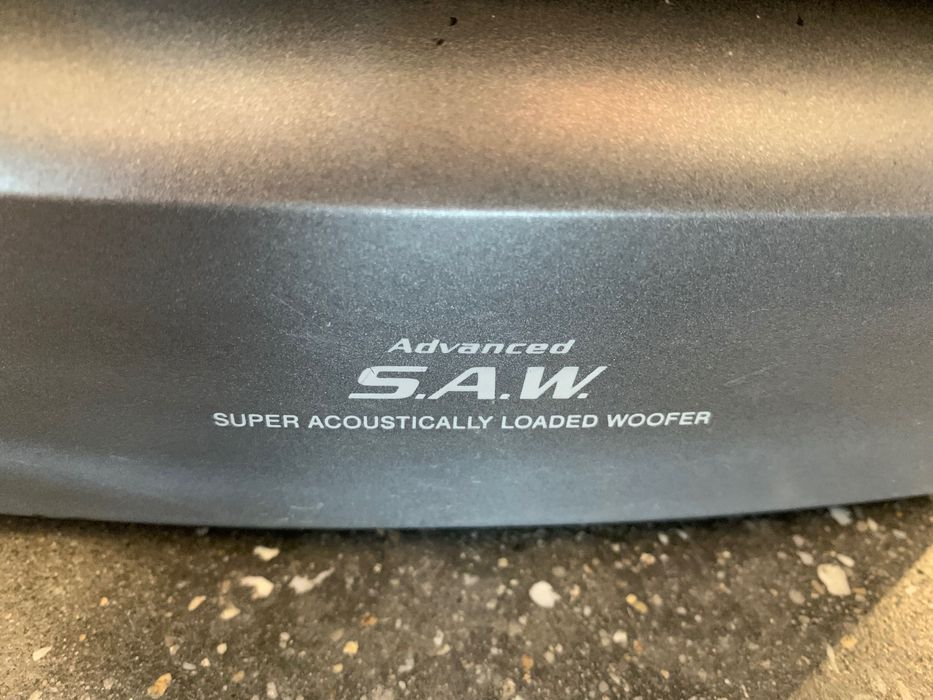 Advanced
S.A.W.
SUPER ACOUSTICALLY LOADED WOOFER